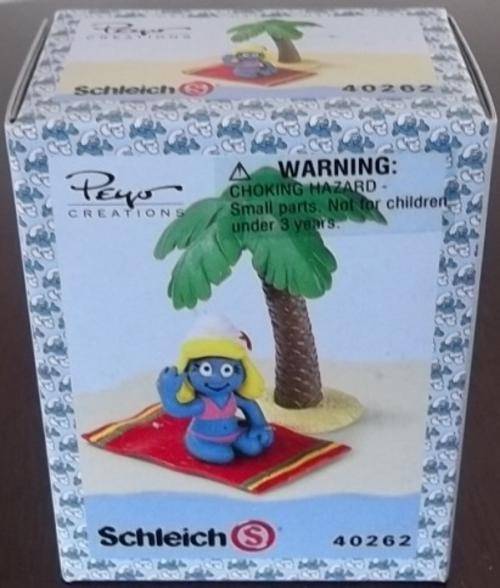 Peyo
CREATIONS
Schleich S
40262
Peyo
CREATIONS
WARNING:
CHOKING HAZARD -
Small parts. Not for children
under 3 years.
Schleich S
40262